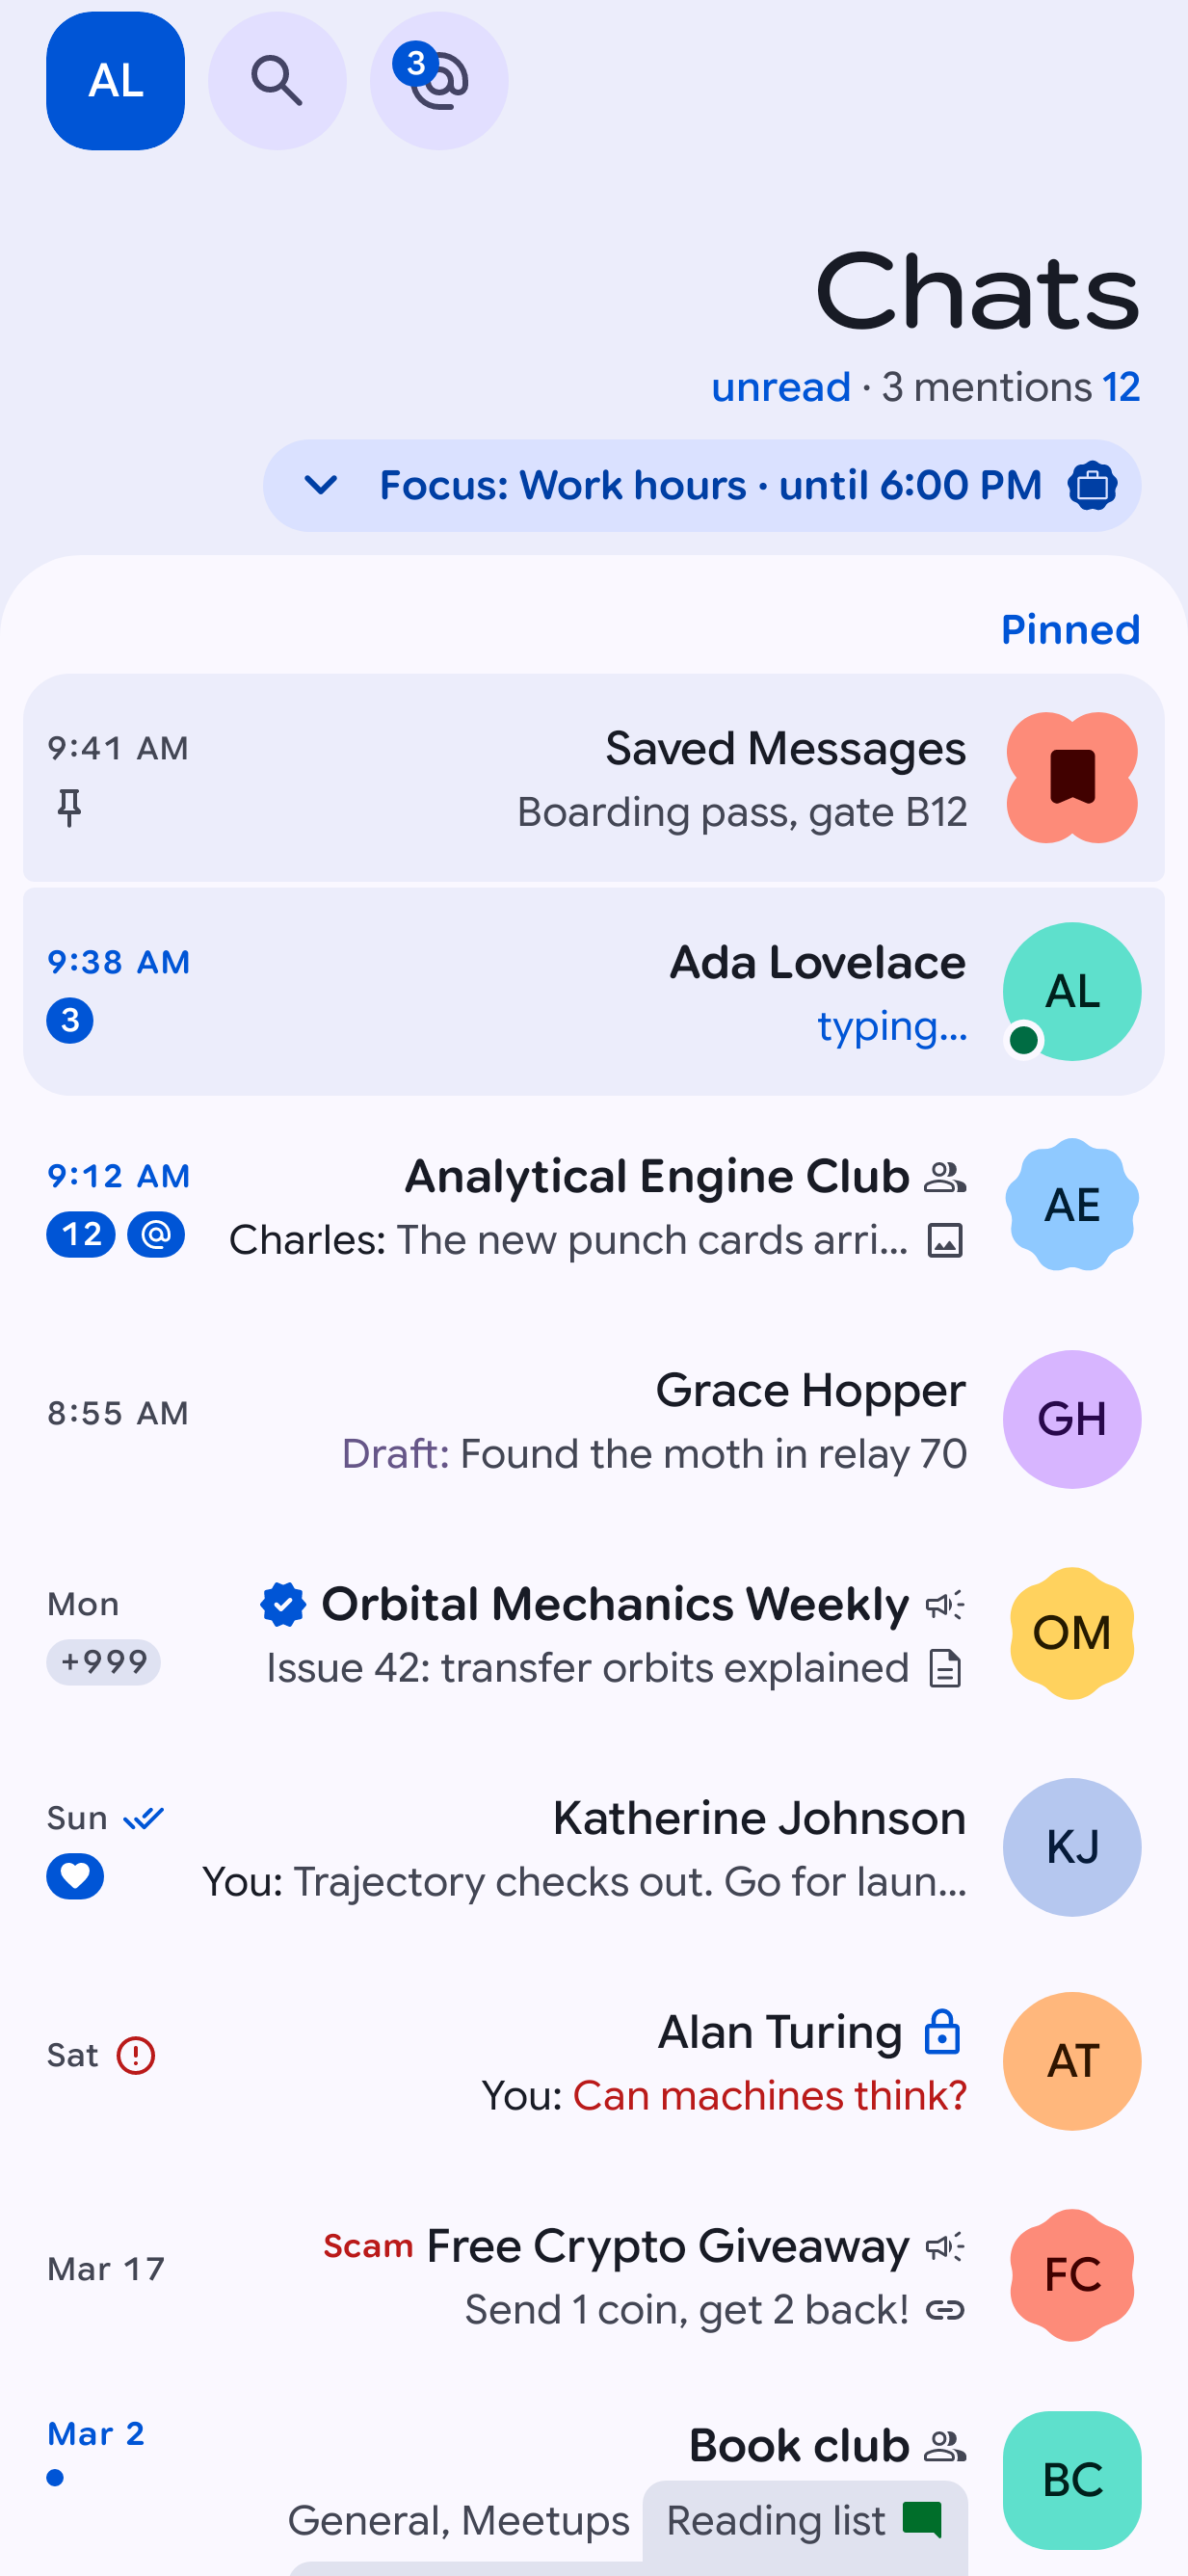 AL
3
Chats
unread · 3 mentions 12
Focus: Work hours · until 6:00 PM
Pinned
Saved Messages
9:41 AM
Boarding pass, gate B12
Ada Lovelace
9:38 AM
typing...
3
AL
Analytical Engine Club
9:12 AM
Charles: The new punch cards arri...
12 @
AE
Grace Hopper
8:55 AM
Draft: Found the moth in relay 70
GH
Orbital Mechanics Weekly
Mon
Issue 42: transfer orbits explained
+999
OM
Katherine Johnson
Sun
You: Trajectory checks out. Go for laun...
KJ
Alan Turing
Sat
You: Can machines think?
AT
Scam Free Crypto Giveaway
Mar 17
Send 1 coin, get 2 back!
FC
Book club
Mar 2
General, Meetups Reading list
BC